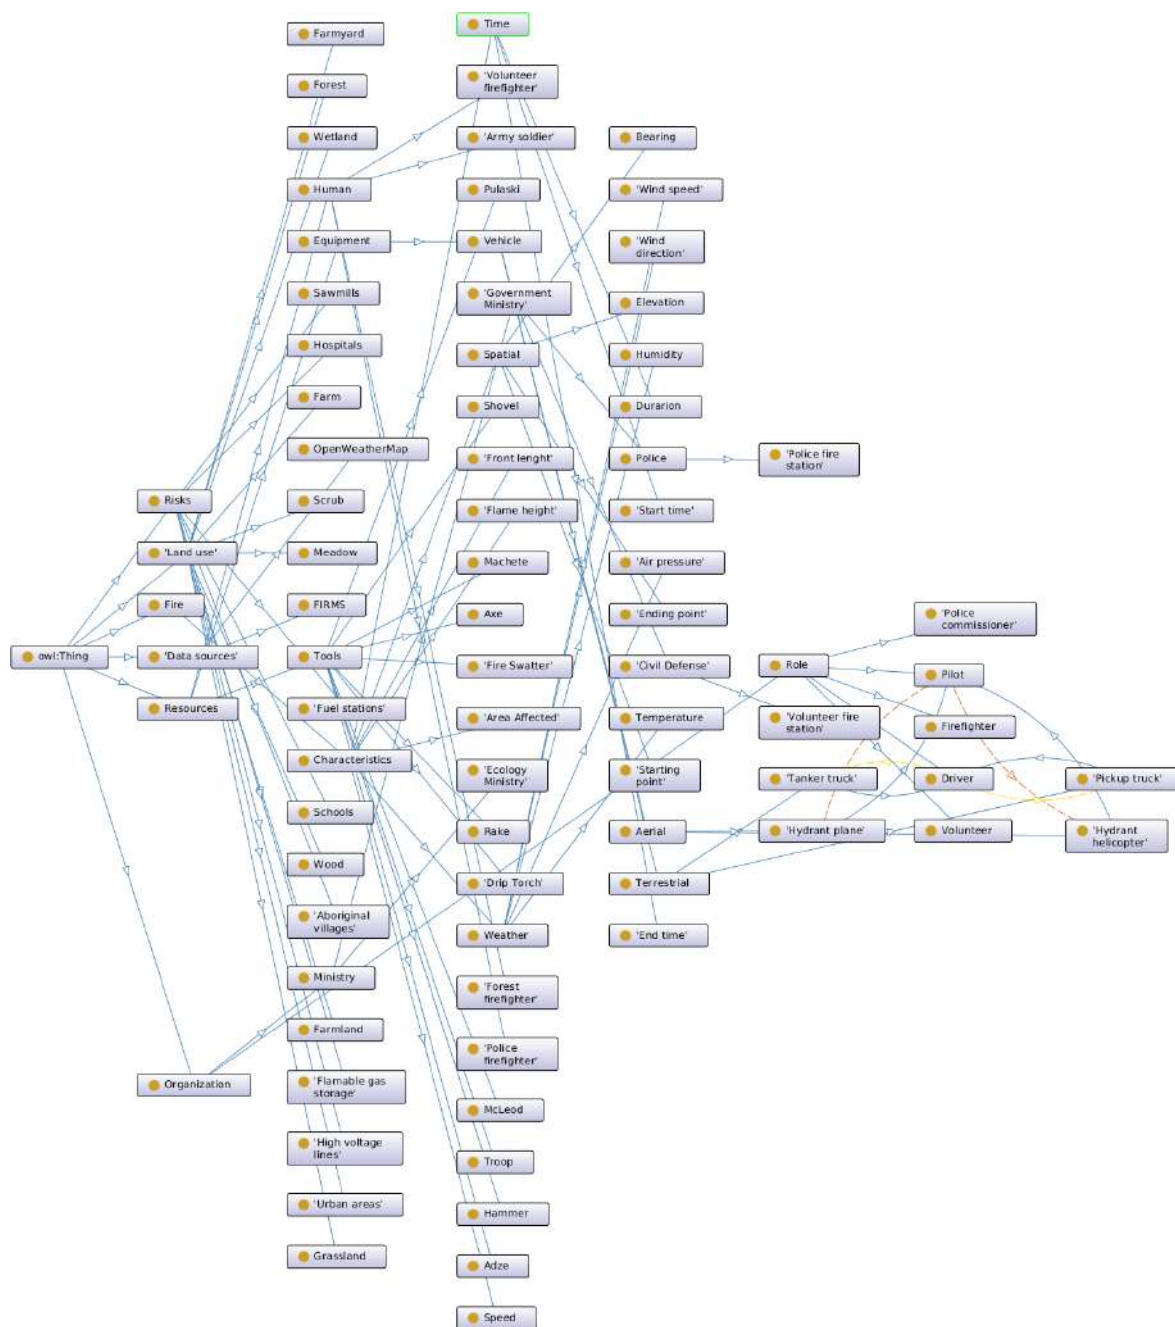 owl:Thing
Risks
'Land use'
Fire
'Data sources'
Resources
Organization
Farmyard
Forest
Wetland
Human
Equipment
Sawmills
Hospitals
Farm
OpenWeatherMap
Scrub
Meadow
FIRMS
Tools
'Fuel stations'
Characteristics
Schools
Wood
'Aboriginal
villages'
Ministry
Farmland
'Flamable gas
storage'
'High voltage
lines'
'Urban areas'
Grassland
Time
'Volunteer
firefighter'
'Army soldier'
Pulaski
Vehicle
'Government
Ministry'
Spatial
Shovel
'Front lenght'
'Flame height'
Machete
Axe
'Fire Swatter'
'Area Affected'
'Ecology
Ministry'
Rake
'Drip Torch'
Weather
'Forest
firefighter'
'Police
firefighter'
McLeod
Troop
Hammer
Adze
Speed
Bearing
'Wind speed'
'Wind
direction'
Elevation
Humidity
Durarion
Police
'Start time'
'Air pressure'
'Ending point'
'Civil Defense'
Temperature
'Starting
point'
Aerial
Terrestrial
'End time'
'Police fire
station'
Role
'Volunteer fire
station'
'Tanker truck'
'Hydrant plane'
'Police
commissioner'
Pilot
Firefighter
Driver
Volunteer
'Pickup truck'
'Hydrant
helicopter'